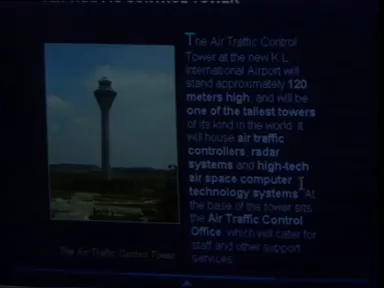 The Air Traffic Control
Tower at the new K.L.
International Airport will
stand approximately 120
meters high, and will be
one of the tallest towers
of its kind in the world. It
will house air traffic
controllers, radar
systems and high-tech
air space computer
technology systems. At
the base of the tower sits
the Air Traffic Control
Office, which will cater for
staff and other support
services.
The Air Traffic Control Tower